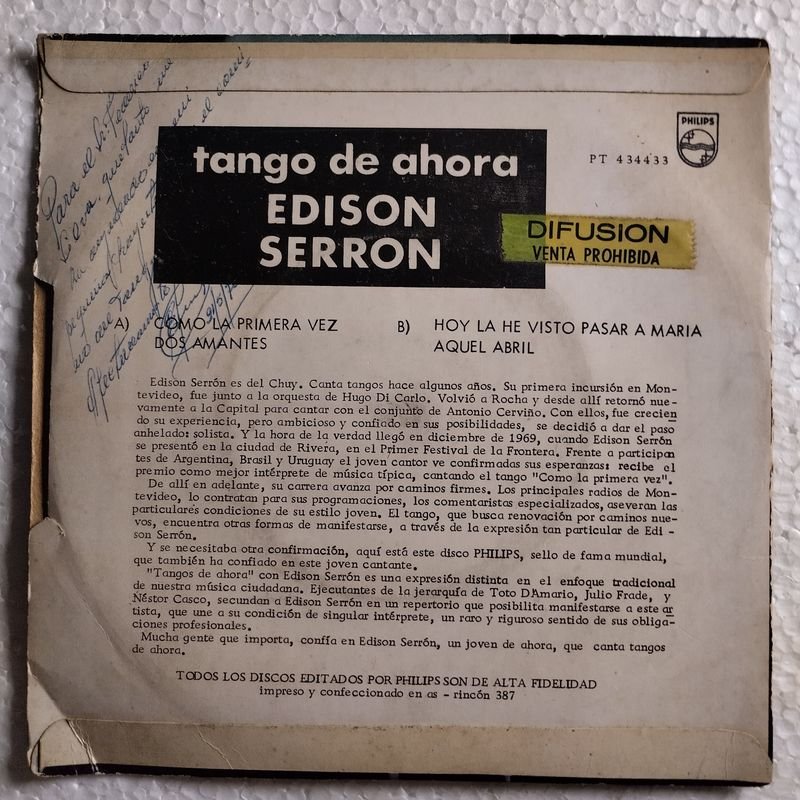 Para el Sr. Federico
tango de ahora
EDISON
SERRON
PT 434433
PHILIPS
DIFUSION
VENTA PROHIBIDA
A) COMO LA PRIMERA VEZ
DOS AMANTES
B) HOY LA HE VISTO PASAR A MARIA
AQUEL ABRIL
Edison Serrón es del Chuy. Canta tangos hace algunos años. Su primera incursión en Mon-
tevideo, fue junto a la orquesta de Hugo Di Carlo. Volvió a Rocha y desde allí retornó nue-
vamente a la Capital para cantar con el conjunto de Antonio Cerviño. Con ellos, fue crecien
do su experiencia, pero ambicioso y confiado en sus posibilidades, se decidió a dar el paso
anhelado: solista. Y la hora de la verdad llegó en diciembre de 1969, cuando Edison Serrón
se presentó en la ciudad de Rivera, en el Primer Festival de la Frontera. Frente a participan
tes de Argentina, Brasil y Uruguay el joven cantor ve confirmadas sus esperanzas: recibe el
premio como mejor intérprete de música típica, cantando el tango "Como la primera vez".
De allí en adelante, su carrera avanza por caminos firmes. Los principales radios de Mon-
tevideo, lo contratan para sus programaciones, los comentaristas especializados, aseveran las
particulares condiciones de su estilo joven. El tango, que busca renovación por caminos nue-
vos, encuentra otras formas de manifestarse, a través de la expresión tan particular de Edi -
son Serrón.
Y se necesitaba otra confirmación, aquí está este disco PHILIPS, sello de fama mundial,
que también ha confiado en este joven cantante.
"Tangos de ahora" con Edison Serrón es una expresión distinta en el enfoque tradicional
de nuestra música ciudadana. Ejecutantes de la jerarquía de Toto D'Amario, Julio Frade, y
Néstor Casco, secundan a Edison Serrón en un repertorio que posibilita manifestarse a este ar
tista, que une a su condición de singular intérprete, un raro y riguroso sentido de sus obliga-
ciones profesionales.
Mucha gente que importa, confía en Edison Serrón, un joven de ahora, que canta tangos
de ahora.
TODOS LOS DISCOS EDITADOS POR PHILIPS SON DE ALTA FIDELIDAD
impreso y confeccionado en as - rincón 387